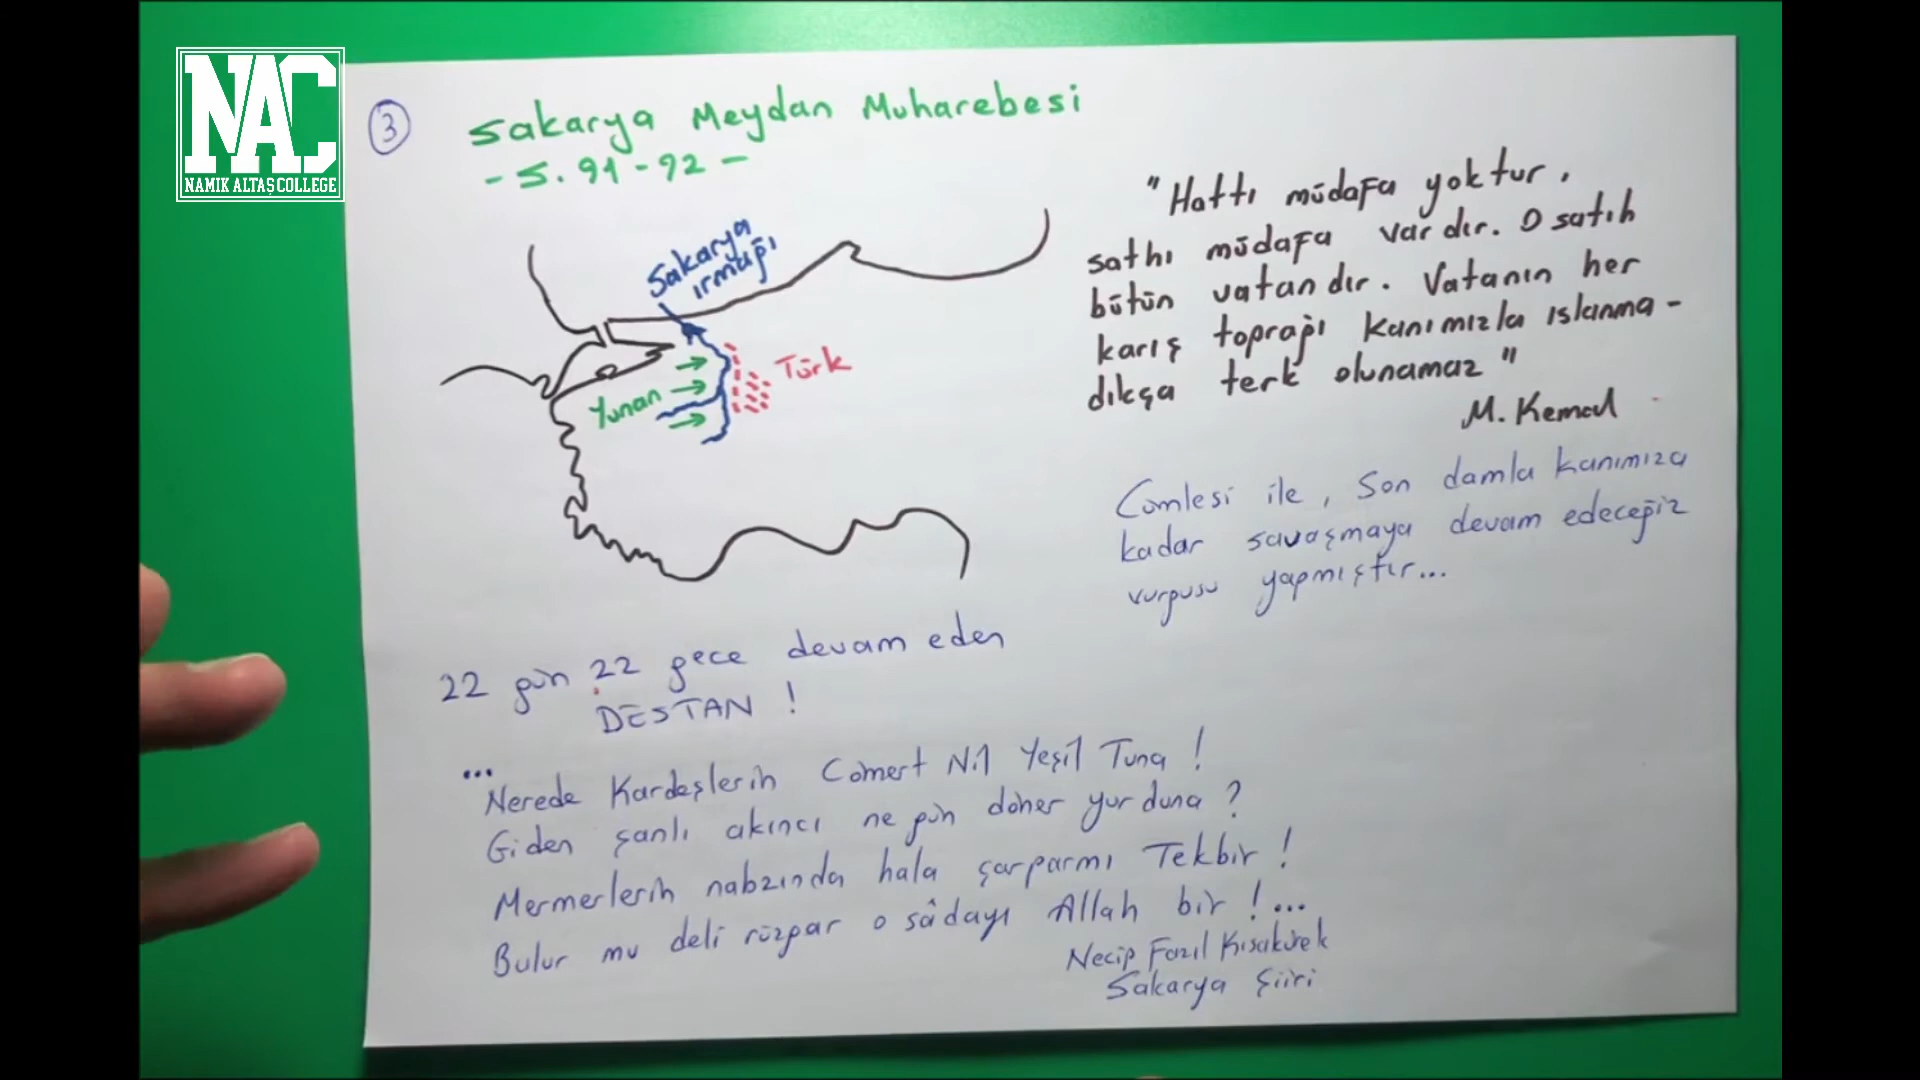 NAC
NAMIK ALTAŞ COLLEGE
3
Sakarya Meydan Muharebesi
- S. 91 - 92 -
Sakarya
ırmağı
Yunan
Türk
"Hattı müdafa yoktur,
sathı müdafa vardır. O satıh
bütün vatandır. Vatanın her
karış toprağı kanımızla ıslanma-
dıkça terk olunamaz"
M. Kemal
Cümlesi ile, son damla kanımıza
kadar savaşmaya devam edeceğiz
vurgusu yapmıştır...
22 gün 22 gece devam eden
DESTAN !
...
Nerede Kardeşlerin Cömert Nil Yeşil Tuna !
Giden şanlı akıncı ne gün döner yurduna ?
Mermerlerin nabzında hala çarparmı Tekbir !
Bulur mu deli rüzgar o sâdayı Allah bir !...
Necip Fazıl Kısakürek
Sakarya Şiiri